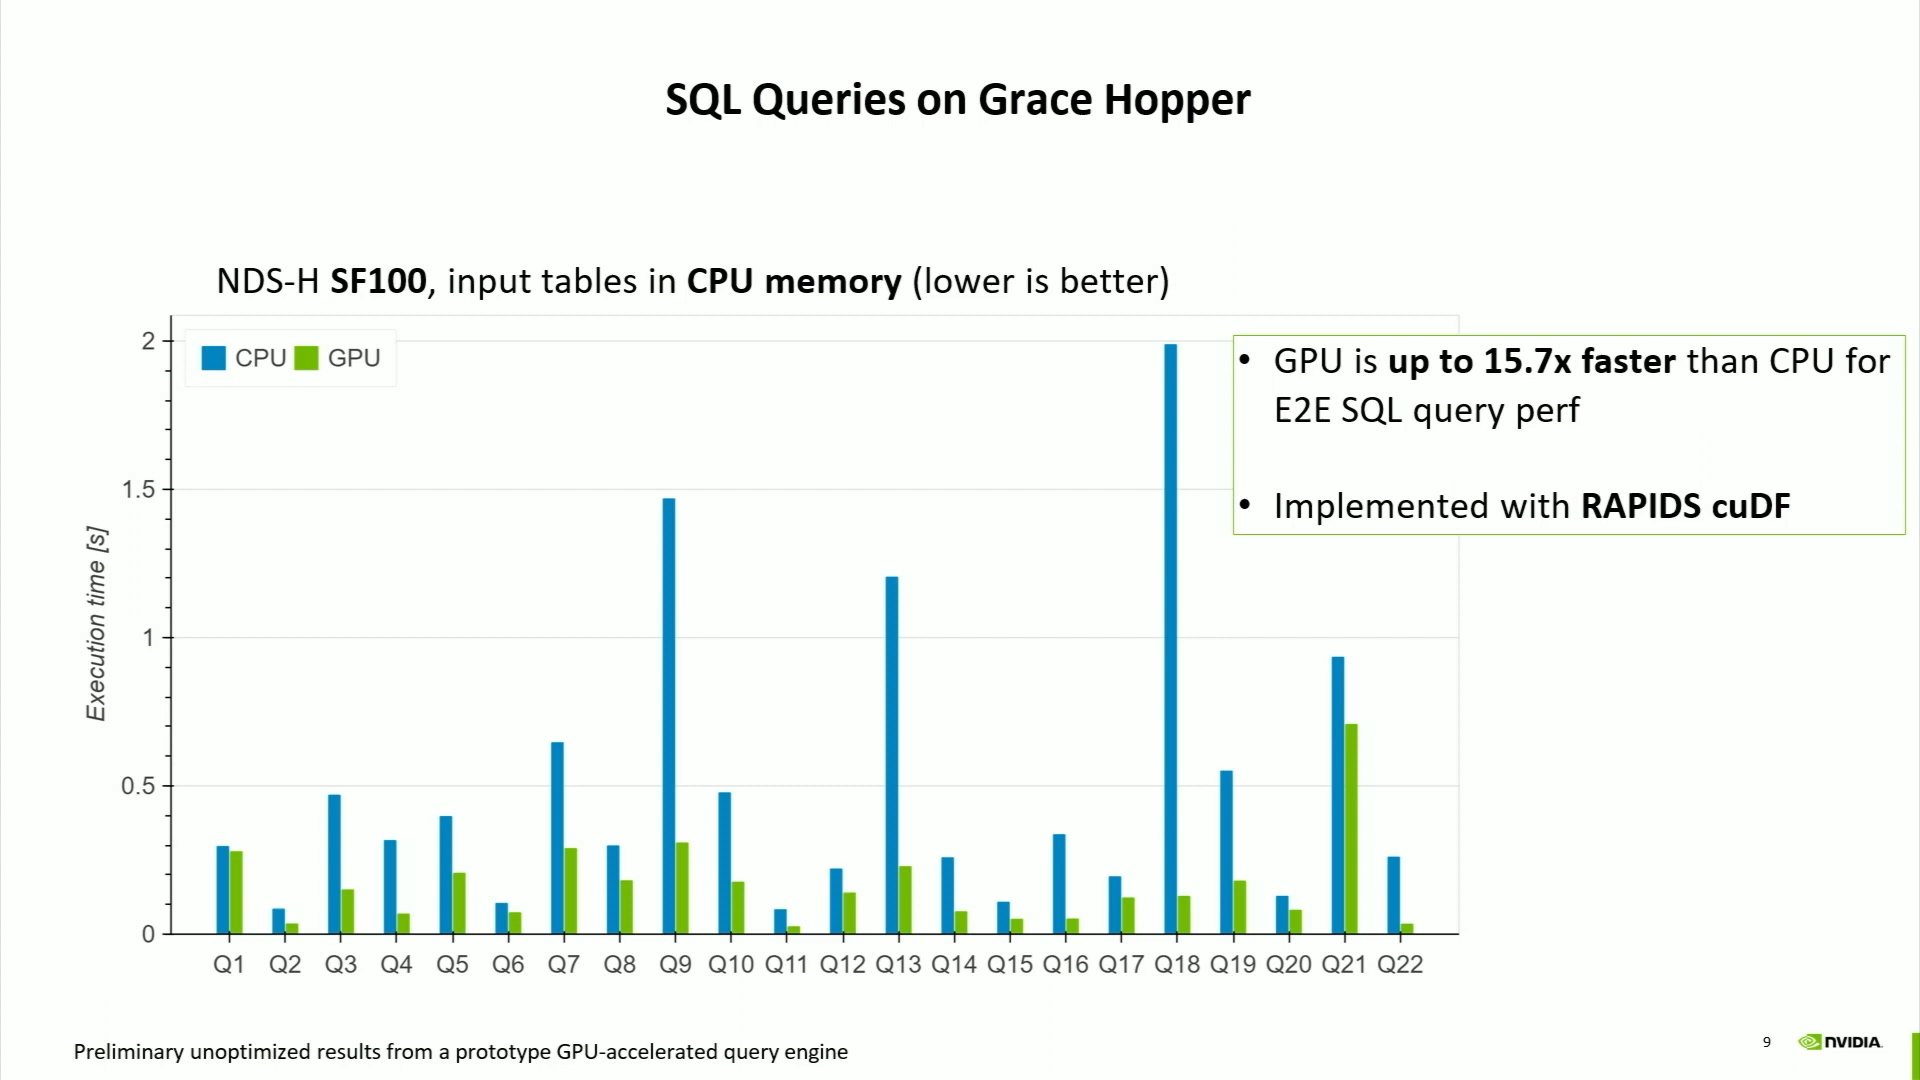 SQL Queries on Grace Hopper
NDS-H SF100, input tables in CPU memory (lower is better)
CPU GPU
• GPU is up to 15.7x faster than CPU for
E2E SQL query perf
• Implemented with RAPIDS cuDF
Execution time [s]
2
1.5
1
0.5
0
Q1 Q2 Q3 Q4 Q5 Q6 Q7 Q8 Q9 Q10 Q11 Q12 Q13 Q14 Q15 Q16 Q17 Q18 Q19 Q20 Q21 Q22
Preliminary unoptimized results from a prototype GPU-accelerated query engine
9
NVIDIA.